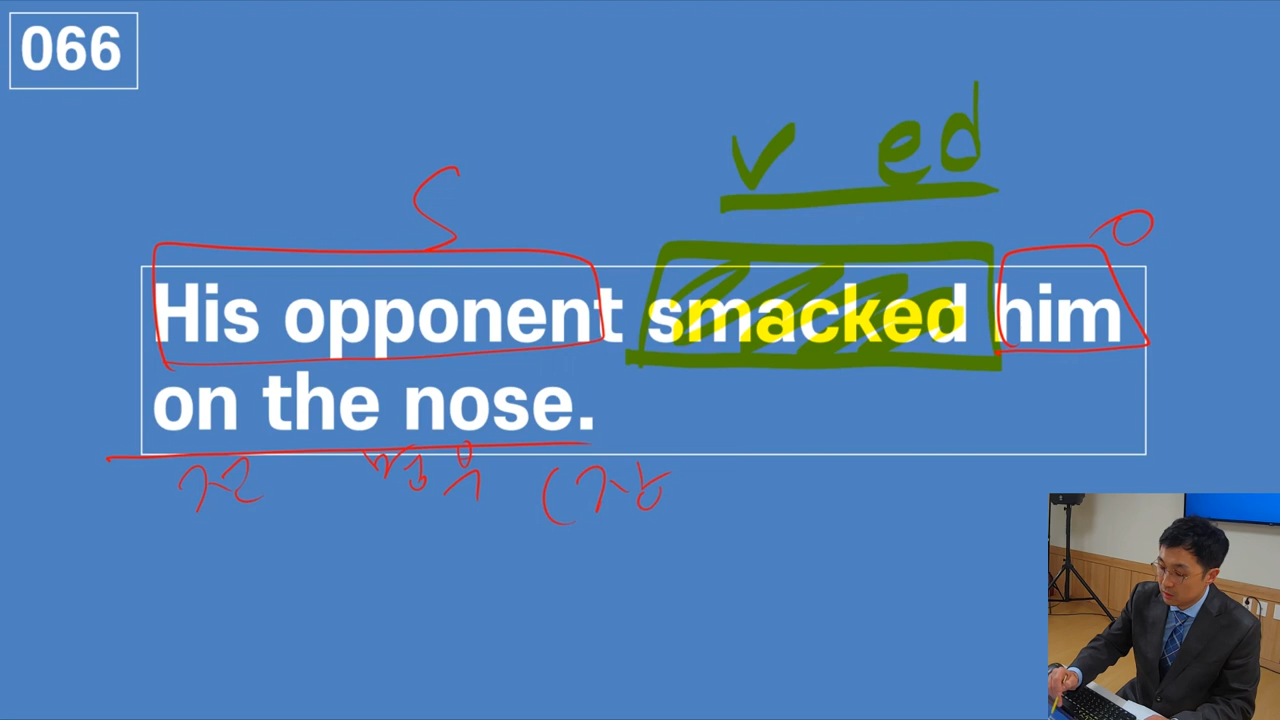 066
v ed
S
O
His opponent smacked him
on the nose.